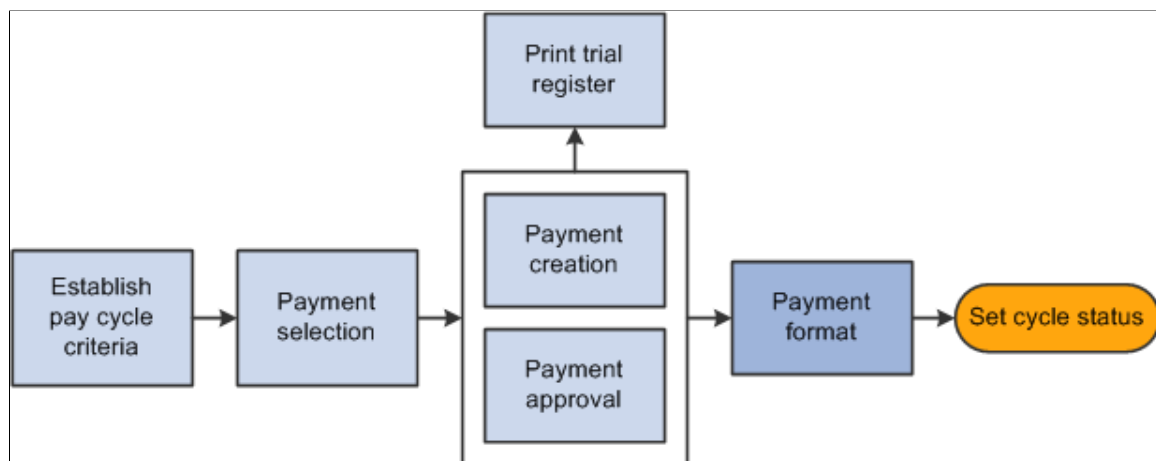 Print trial
register
Establish
pay cycle
criteria
Payment
selection
Payment
creation
Payment
approval
Payment
format
Set cycle status